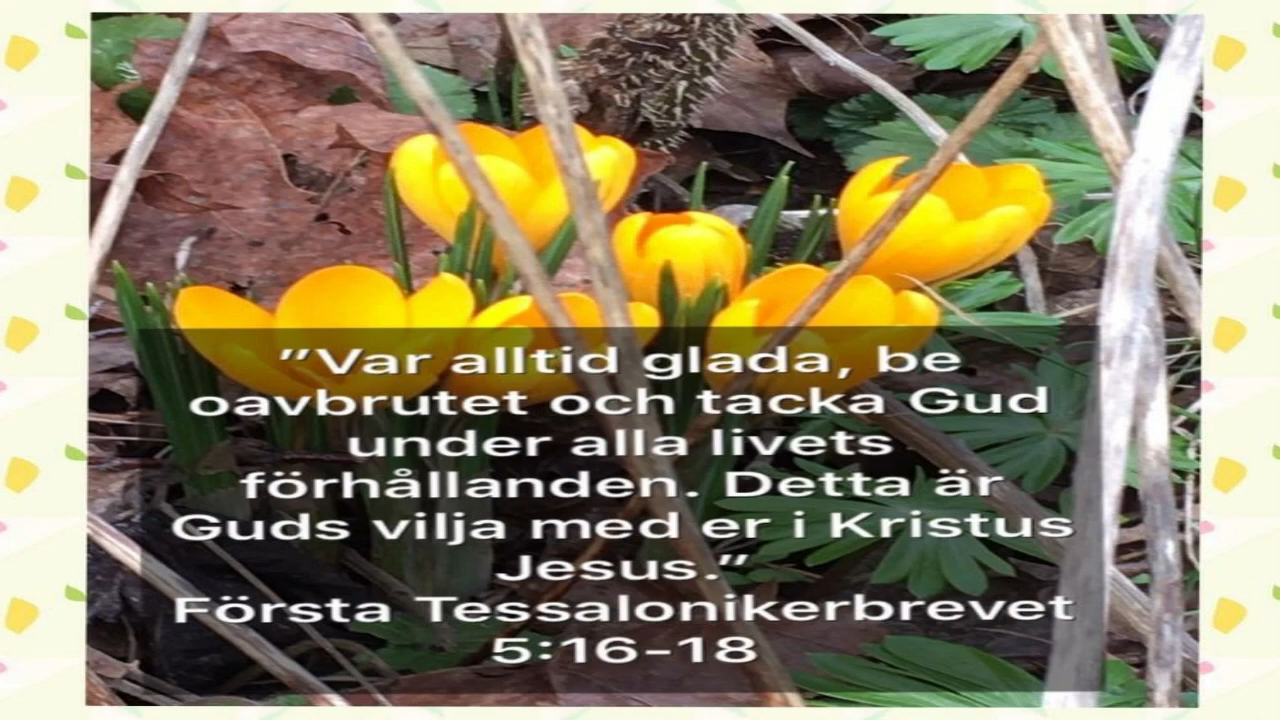 ”Var alltid glada, be
oavbrutet och tacka Gud
under alla livets
förhållanden. Detta är
Guds vilja med er i Kristus
Jesus.”
Första Tessalonikerbrevet
5:16-18